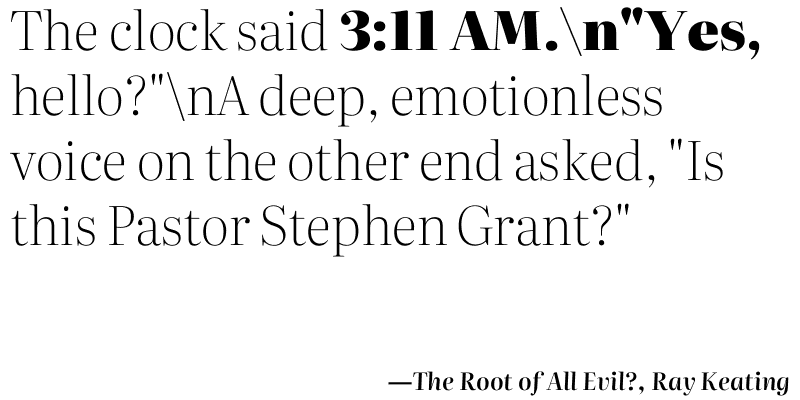 The clock said 3:11 AM.\n"Yes,
hello?"\nA deep, emotionless
voice on the other end asked, "Is
this Pastor Stephen Grant?"
—The Root of All Evil?, Ray Keating